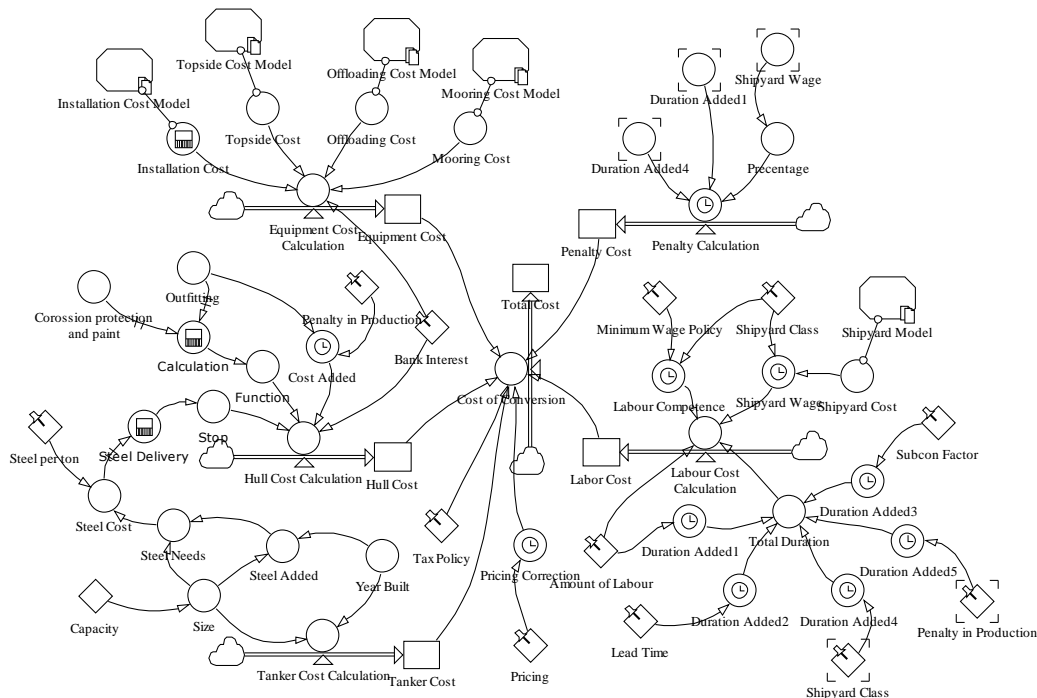 Topside Cost Model
Offloading Cost Model
Mooring Cost Model
Installation Cost Model
Topside Cost
Offloading Cost
Mooring Cost
Installation Cost
Equipment Cost
Calculation
Equipment Cost
Shipyard Wage
Duration Added1
Duration Added4
Precentage
Penalty Cost
Penalty Calculation
Outfitting
Corossion protection
and paint
Penalty in Production
Bank Interest
Calculation
Cost Added
Function
Total Cost
Cost of Conversion
Minimum Wage Policy
Shipyard Class
Shipyard Model
Labour Competence
Shipyard Wage
Shipyard Cost
Steel per ton
Steel Delivery
Stop
Hull Cost Calculation
Hull Cost
Labor Cost
Labour Cost
Calculation
Subcon Factor
Steel Cost
Steel Needs
Steel Added
Year Built
Tax Policy
Pricing Correction
Amount of Labour
Duration Added1
Total Duration
Duration Added3
Duration Added5
Capacity
Size
Tanker Cost Calculation
Tanker Cost
Pricing
Lead Time
Duration Added2
Duration Added4
Penalty in Production
Shipyard Class